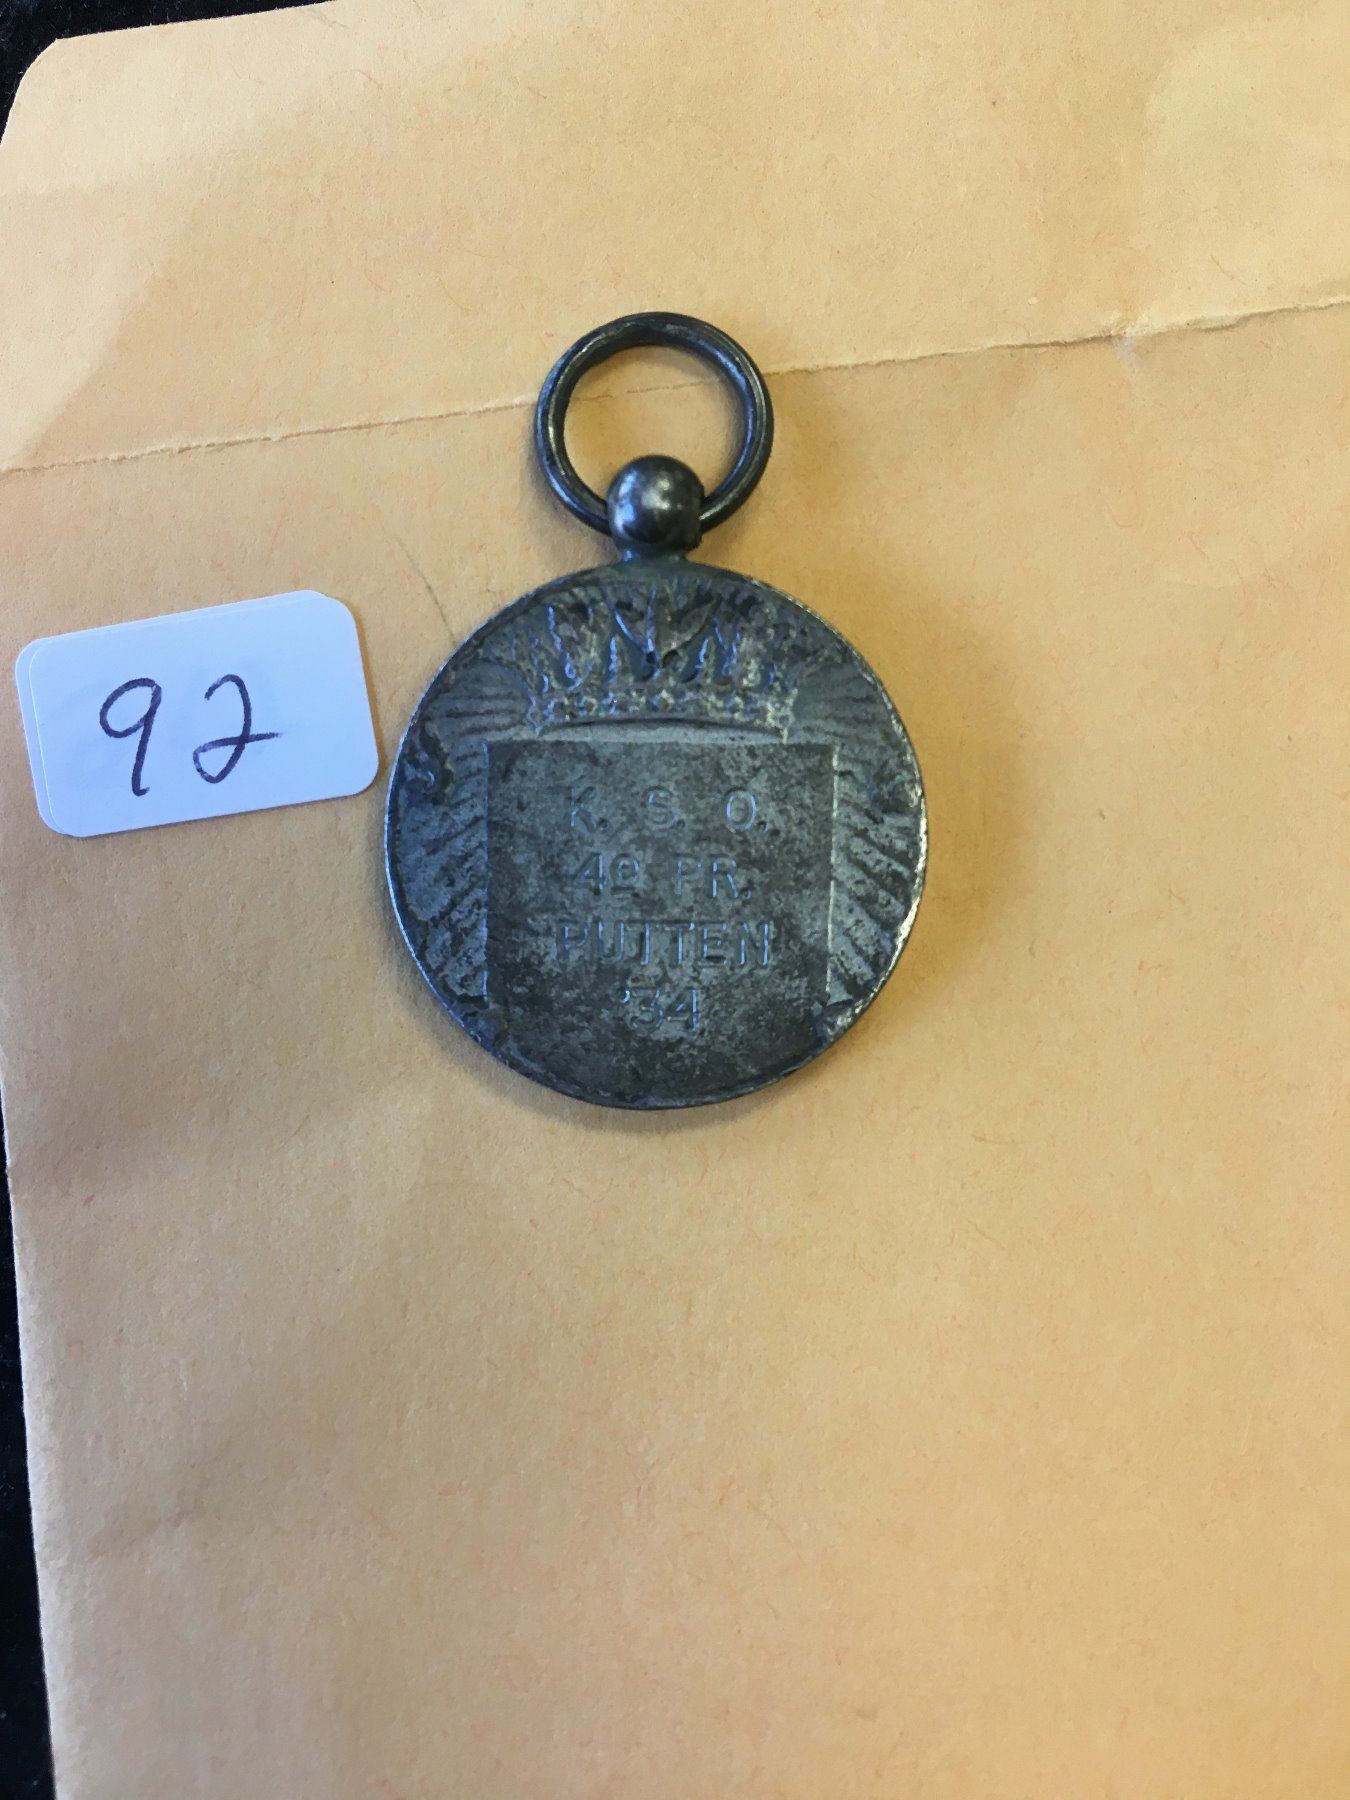 92
K. S. O.
4e PR.
PUTTEN
'34